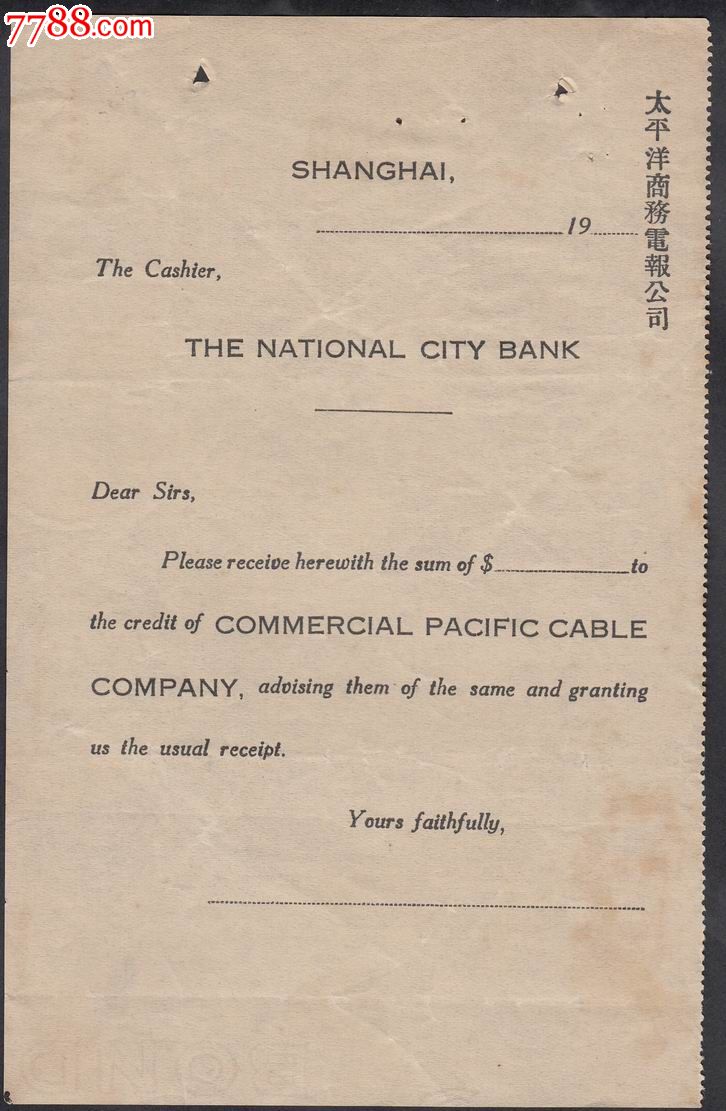 7788.com
太平洋商務電報公司
SHANGHAI,
19
The Cashier,
THE NATIONAL CITY BANK
Dear Sirs,
Please receive herewith the sum of $ to
the credit of COMMERCIAL PACIFIC CABLE
COMPANY, advising them of the same and granting
us the usual receipt.
Yours faithfully,